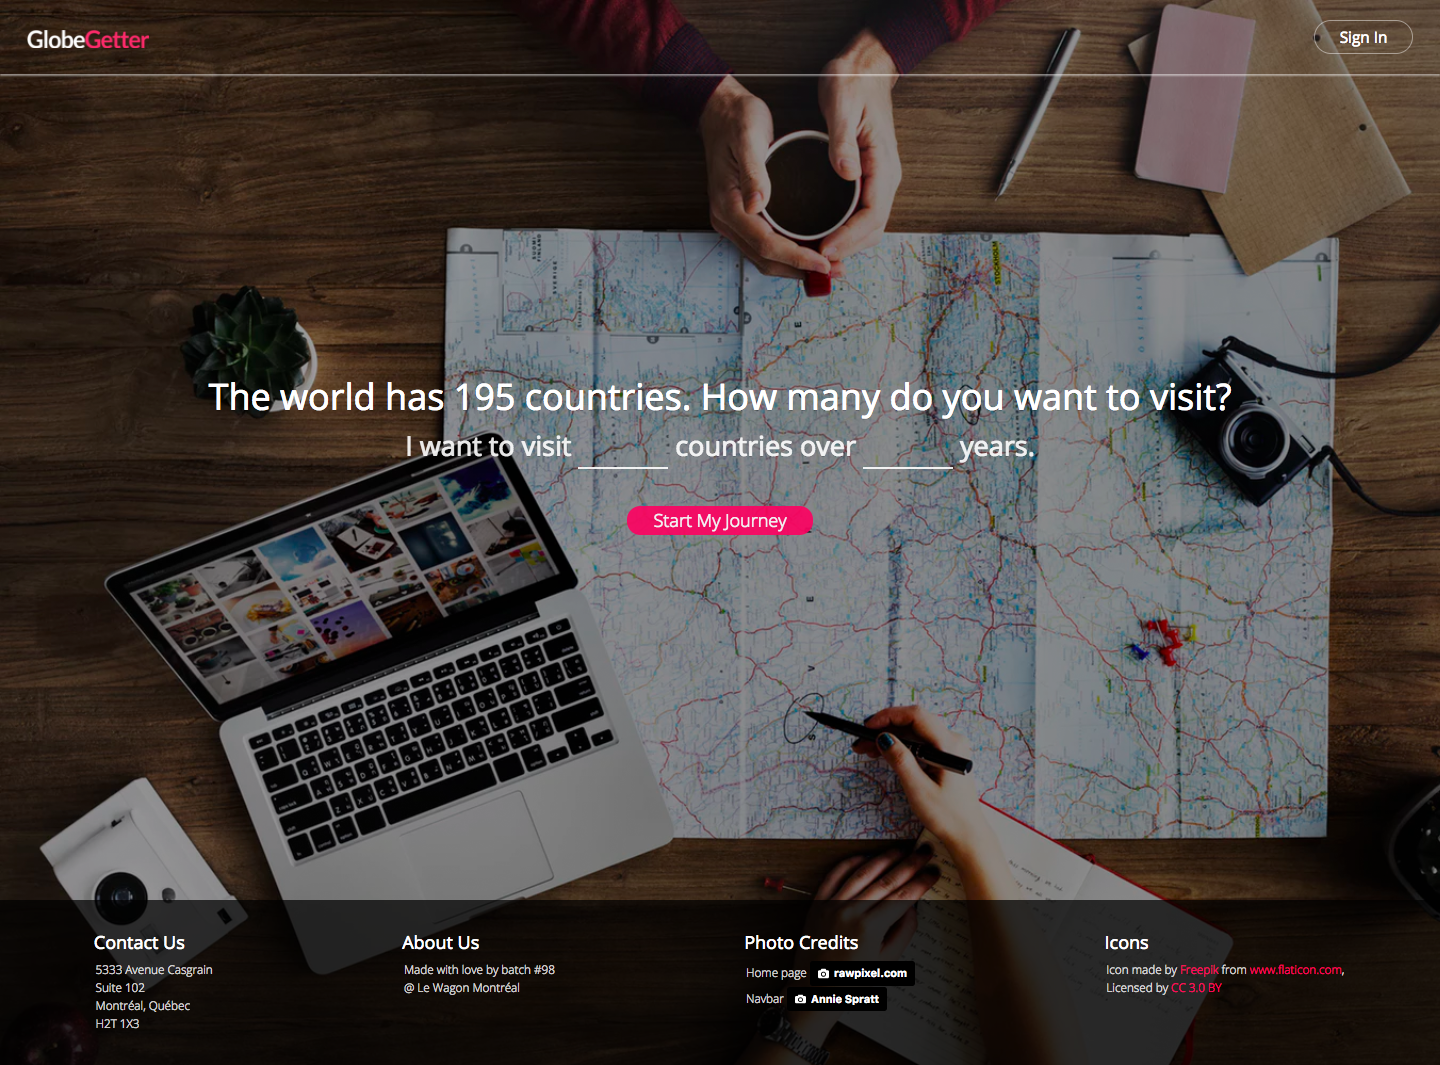 GlobeGetter
Sign In
STOCKHOLM
The world has 195 countries. How many do you want to visit?
I want to visit countries over years.
Start My Journey
Contact Us
5333 Avenue Casgrain
Suite 102
Montréal, Québec
H2T 1X3
About Us
Made with love by batch #98
@ Le Wagon Montréal
Photo Credits
Home page rawpixel.com
Navbar Annie Spratt
Icons
Icon made by Freepik from www.flaticon.com,
Licensed by CC 3.0 BY